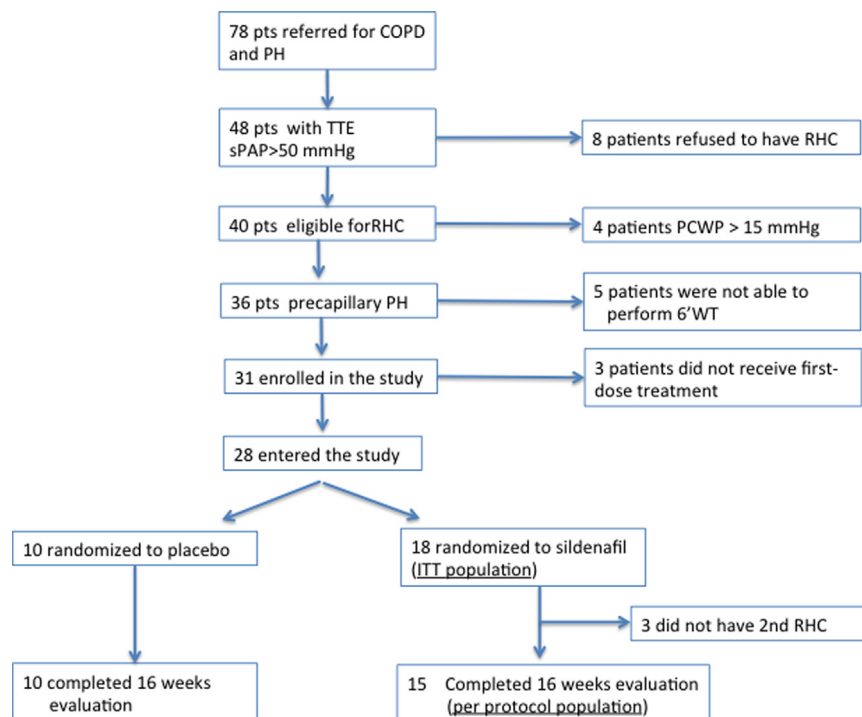 78 pts referred for COPD
and PH
48 pts with TTE
sPAP>50 mmHg
8 patients refused to have RHC
40 pts eligible forRHC
4 patients PCWP > 15 mmHg
36 pts precapillary PH
5 patients were not able to
perform 6'WT
31 enrolled in the study
3 patients did not receive first-
dose treatment
28 entered the study
10 randomized to placebo
18 randomized to sildenafil
(ITT population)
3 did not have 2nd RHC
10 completed 16 weeks
evaluation
15 Completed 16 weeks evaluation
(per protocol population)